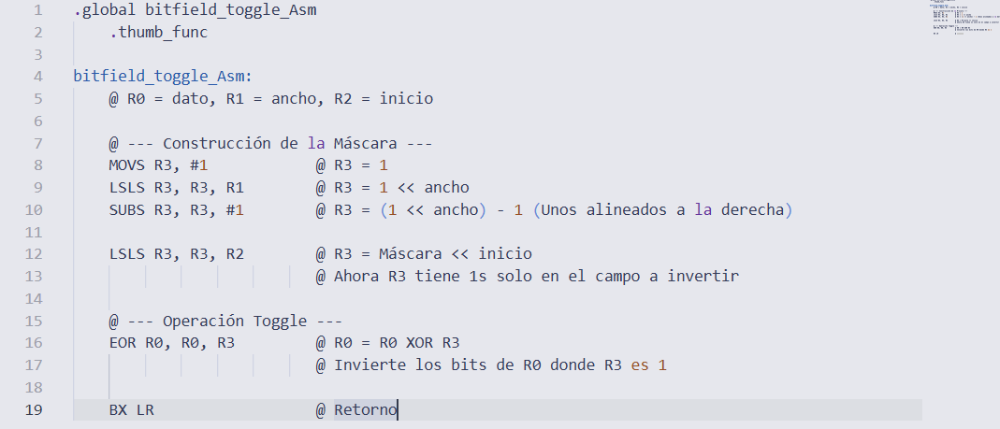 1 .global bitfield_toggle_Asm
2 .thumb_func
3
4 bitfield_toggle_Asm:
5 @ R0 = dato, R1 = ancho, R2 = inicio
6
7 @ --- Construcción de la Máscara ---
8 MOVS R3, #1 @ R3 = 1
9 LSLS R3, R3, R1 @ R3 = 1 << ancho
10 SUBS R3, R3, #1 @ R3 = (1 << ancho) - 1 (Unos alineados a la derecha)
11
12 LSLS R3, R3, R2 @ R3 = Máscara << inicio
13 @ Ahora R3 tiene 1s solo en el campo a invertir
14
15 @ --- Operación Toggle ---
16 EOR R0, R0, R3 @ R0 = R0 XOR R3
17 @ Invierte los bits de R0 donde R3 es 1
18
19 BX LR @ Retorno